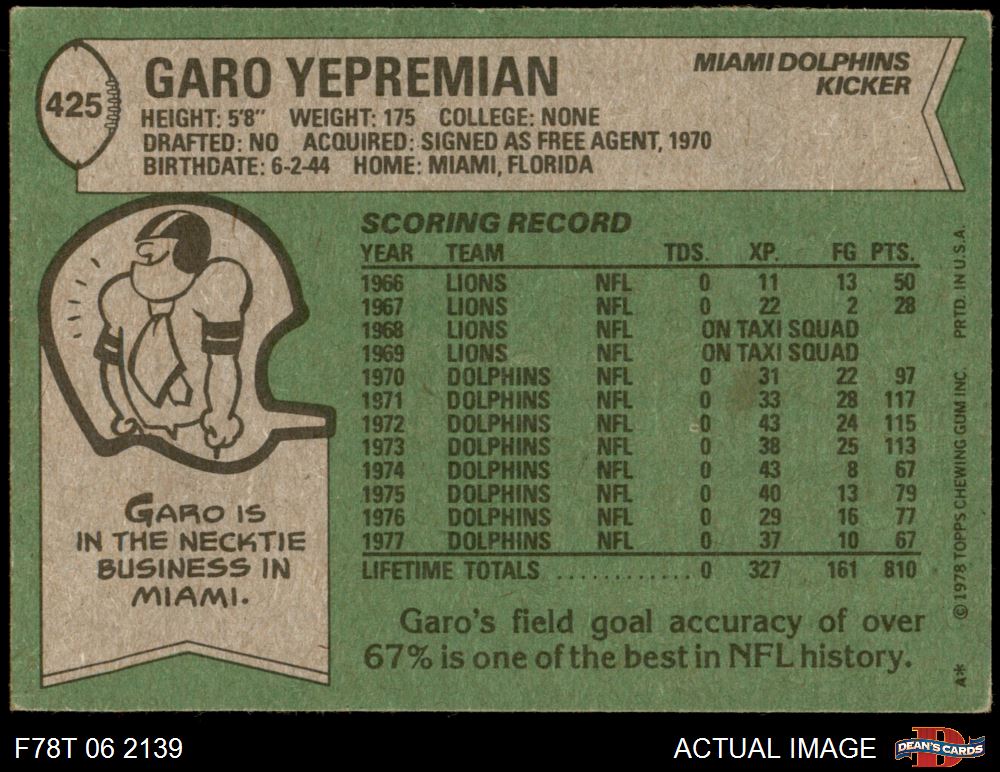 425
GARO YEPREMIAN
MIAMI DOLPHINS
KICKER
HEIGHT: 5'8" WEIGHT: 175 COLLEGE: NONE
DRAFTED: NO ACQUIRED: SIGNED AS FREE AGENT, 1970
BIRTHDATE: 6-2-44 HOME: MIAMI, FLORIDA
SCORING RECORD
YEAR TEAM TDS. XP. FG PTS.
1966 LIONS NFL 0 11 13 50
1967 LIONS NFL 0 22 2 28
1968 LIONS NFL ON TAXI SQUAD
1969 LIONS NFL ON TAXI SQUAD
1970 DOLPHINS NFL 0 31 22 97
1971 DOLPHINS NFL 0 33 28 117
1972 DOLPHINS NFL 0 43 24 115
1973 DOLPHINS NFL 0 38 25 113
1974 DOLPHINS NFL 0 43 8 67
1975 DOLPHINS NFL 0 40 13 79
1976 DOLPHINS NFL 0 29 16 77
1977 DOLPHINS NFL 0 37 10 67
LIFETIME TOTALS ............ 0 327 161 810
Garo's field goal accuracy of over
67% is one of the best in NFL history.
GARO IS
IN THE NECKTIE
BUSINESS IN
MIAMI.
A* © 1978 TOPPS CHEWING GUM INC. PRTD. IN U.S.A.
F78T 06 2139
ACTUAL IMAGE
D
DEAN'S CARDS